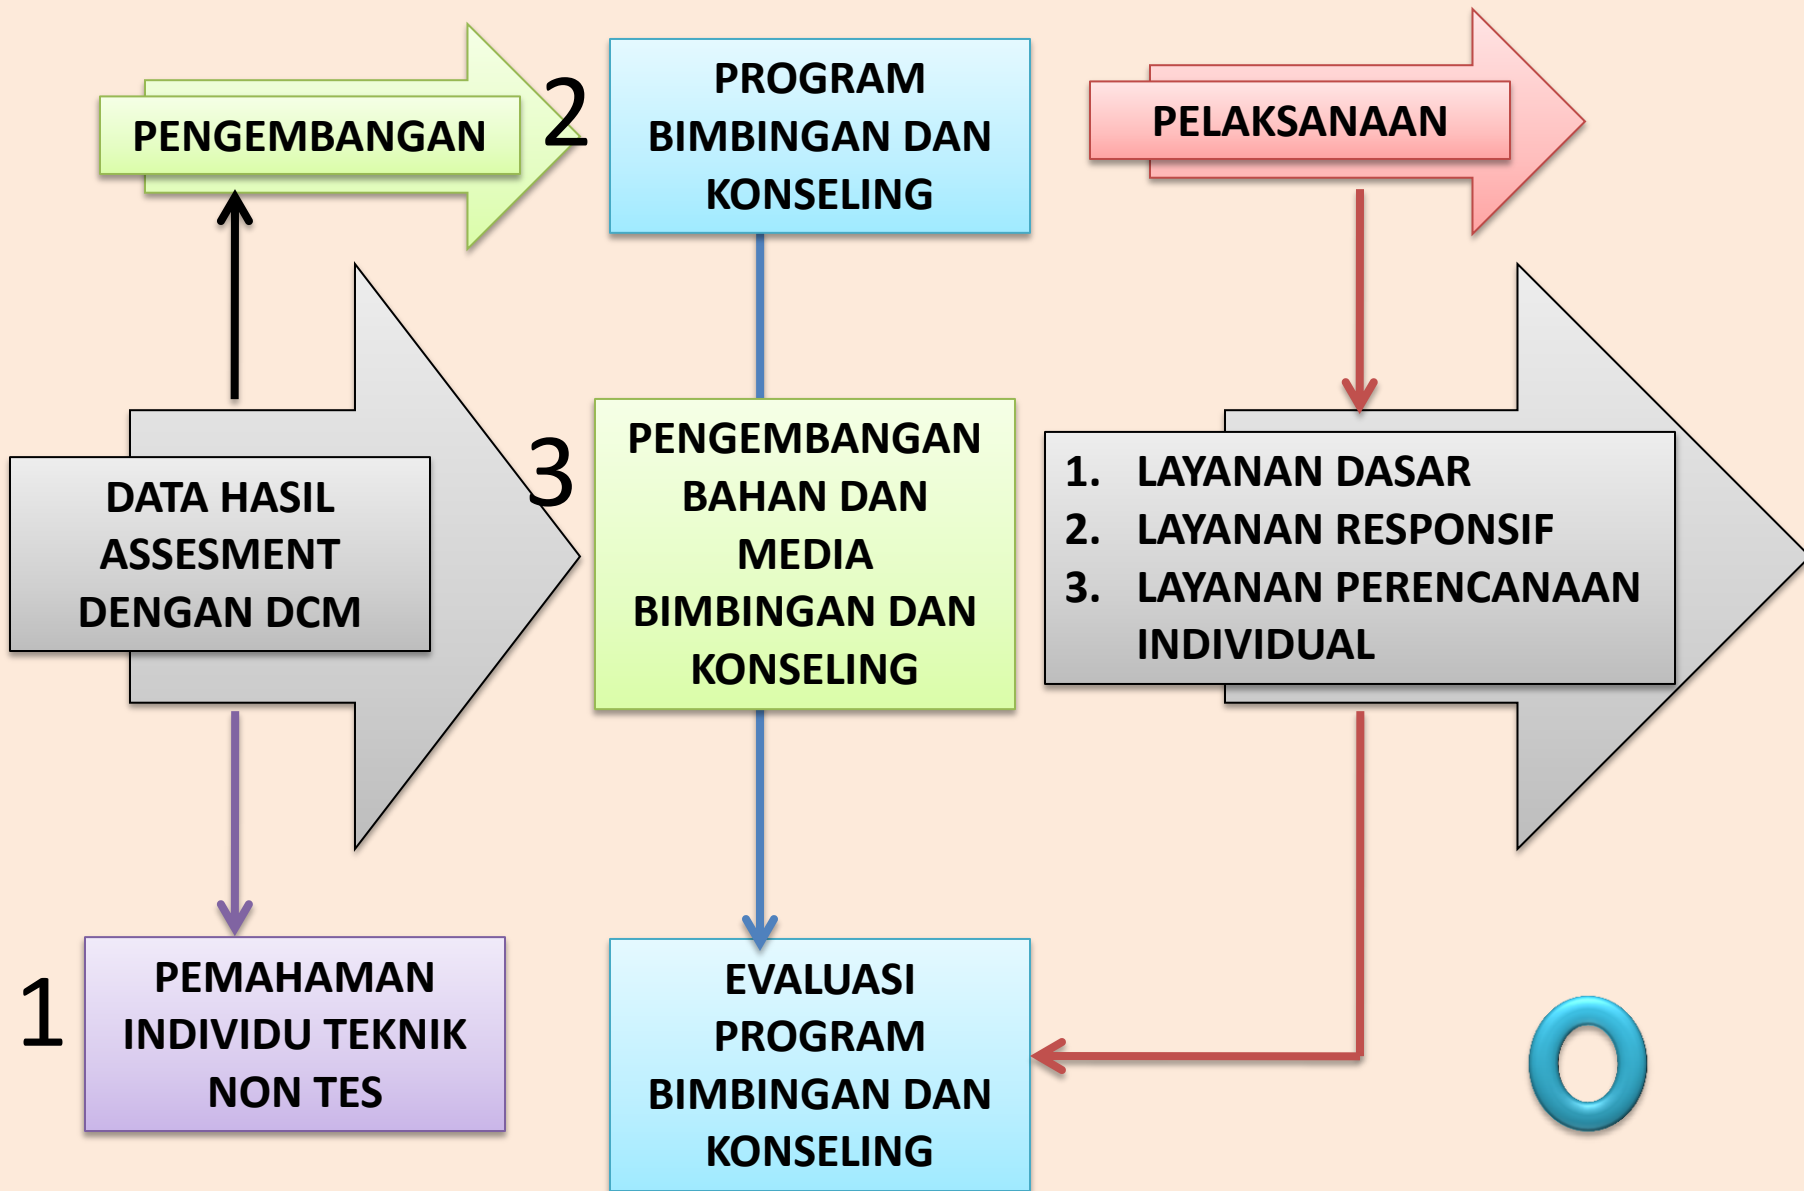 PENGEMBANGAN
2
PROGRAM
BIMBINGAN DAN
KONSELING
PELAKSANAAN
DATA HASIL
ASSESMENT
DENGAN DCM
3
PENGEMBANGAN
BAHAN DAN
MEDIA
BIMBINGAN DAN
KONSELING
1. LAYANAN DASAR
2. LAYANAN RESPONSIF
3. LAYANAN PERENCANAAN
INDIVIDUAL
1
PEMAHAMAN
INDIVIDU TEKNIK
NON TES
EVALUASI
PROGRAM
BIMBINGAN DAN
KONSELING